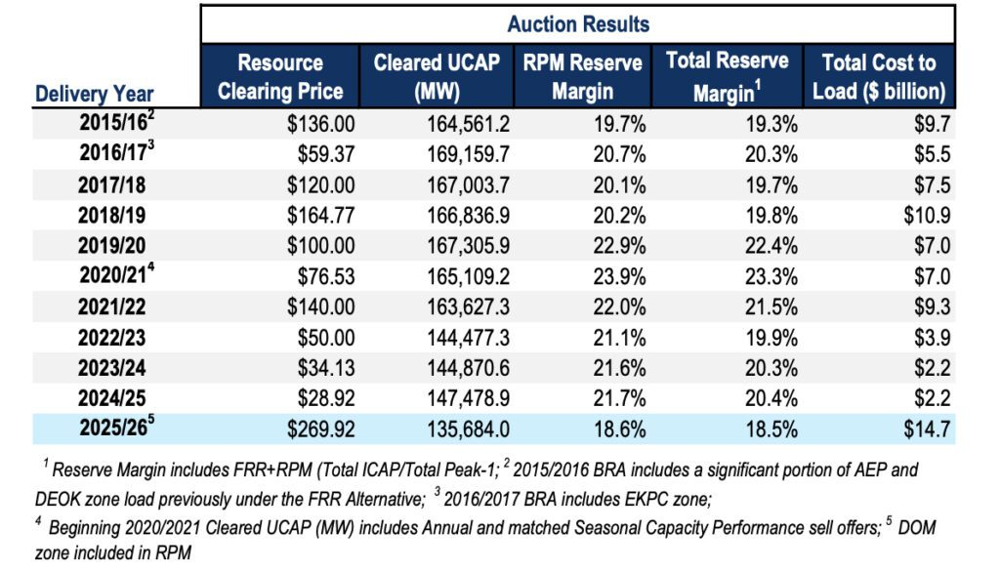 Auction Results
Delivery Year Resource Clearing Price Cleared UCAP (MW) RPM Reserve Margin Total Reserve Margin1 Total Cost to Load ($ billion)
2015/162 $136.00 164,561.2 19.7% 19.3% $9.7
2016/173 $59.37 169,159.7 20.7% 20.3% $5.5
2017/18 $120.00 167,003.7 20.1% 19.7% $7.5
2018/19 $164.77 166,836.9 20.2% 19.8% $10.9
2019/20 $100.00 167,305.9 22.9% 22.4% $7.0
2020/214 $76.53 165,109.2 23.9% 23.3% $7.0
2021/22 $140.00 163,627.3 22.0% 21.5% $9.3
2022/23 $50.00 144,477.3 21.1% 19.9% $3.9
2023/24 $34.13 144,870.6 21.6% 20.3% $2.2
2024/25 $28.92 147,478.9 21.7% 20.4% $2.2
2025/265 $269.92 135,684.0 18.6% 18.5% $14.7
1 Reserve Margin includes FRR+RPM (Total ICAP/Total Peak-1; 2 2015/2016 BRA includes a significant portion of AEP and
DEOK zone load previously under the FRR Alternative; 3 2016/2017 BRA includes EKPC zone;
4 Beginning 2020/2021 Cleared UCAP (MW) includes Annual and matched Seasonal Capacity Performance sell offers; 5 DOM
zone included in RPM